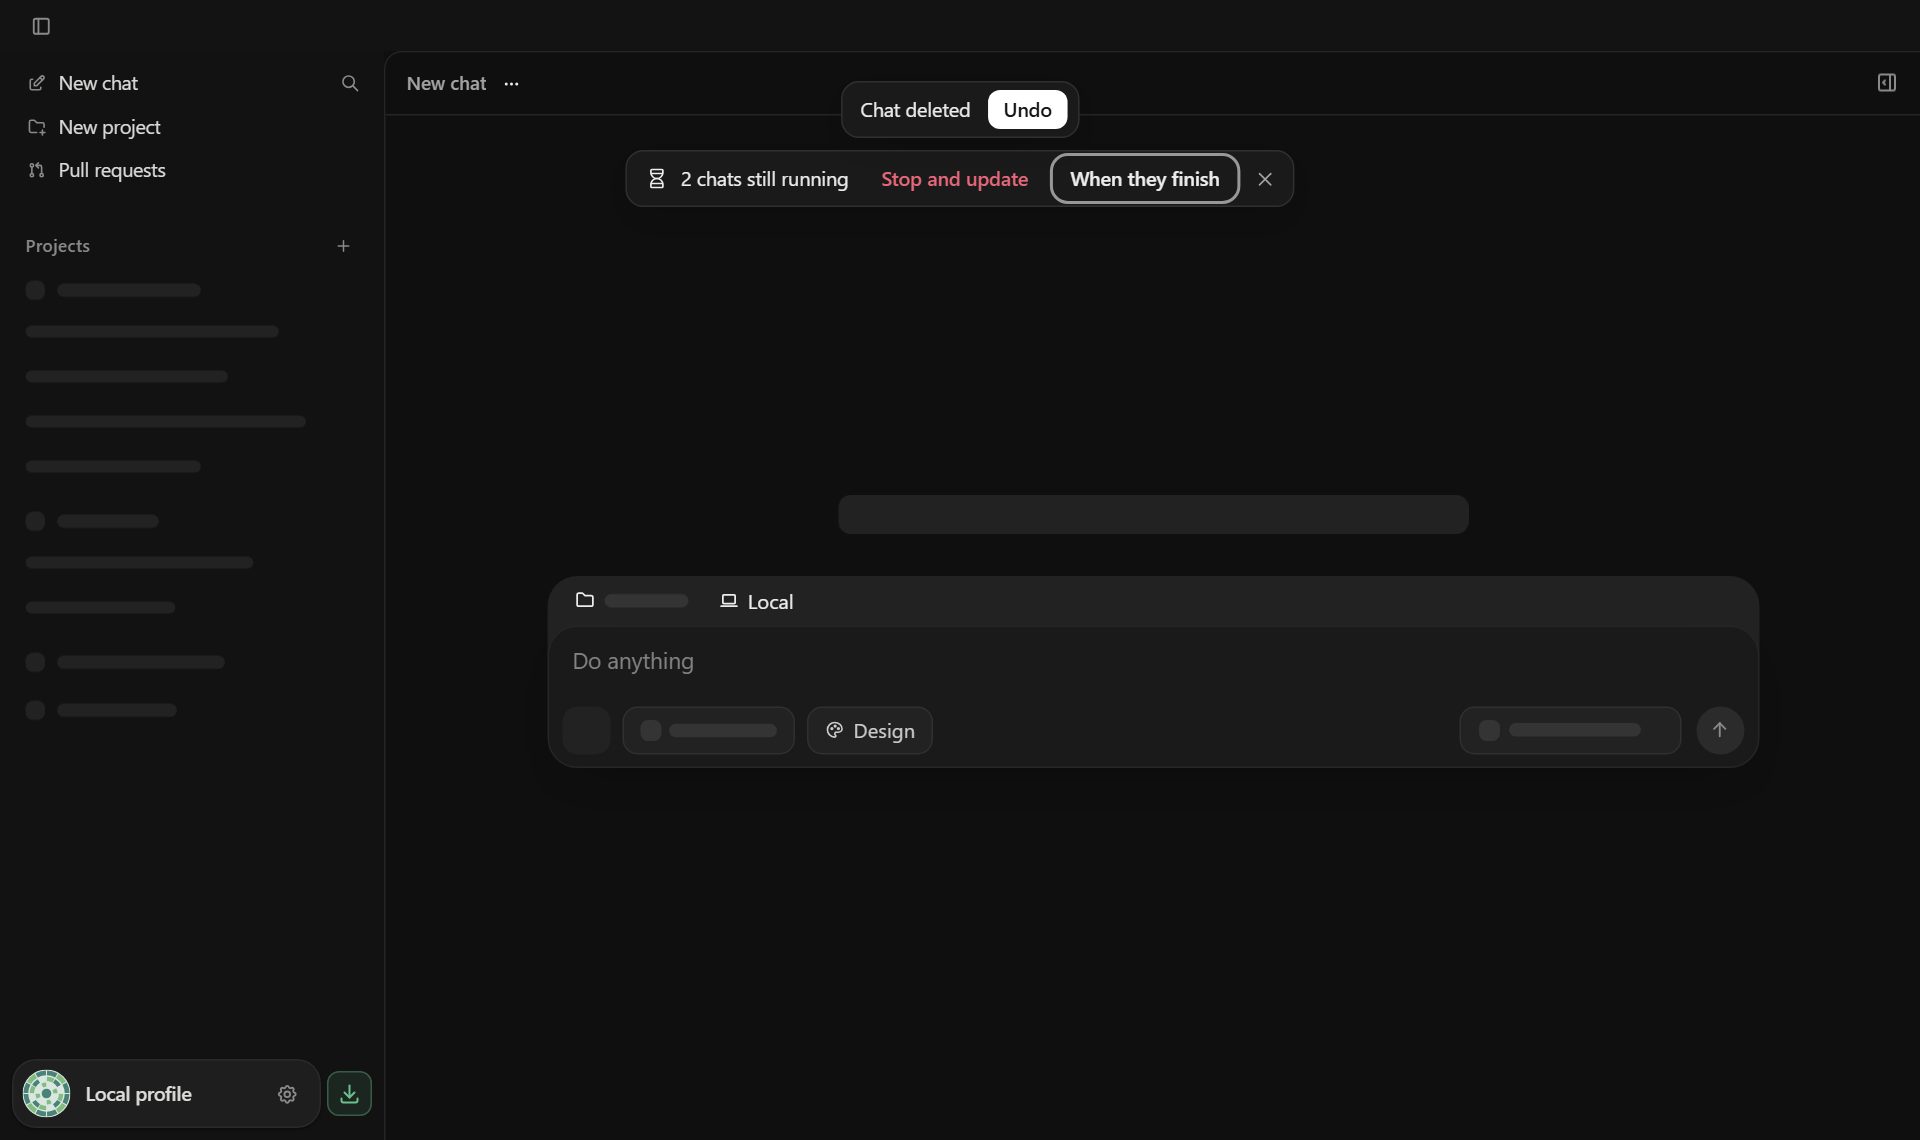 New chat
New project
Pull requests
Projects
Local profile
New chat ...
Chat deleted Undo
2 chats still running Stop and update When they finish
Local
Do anything
Design